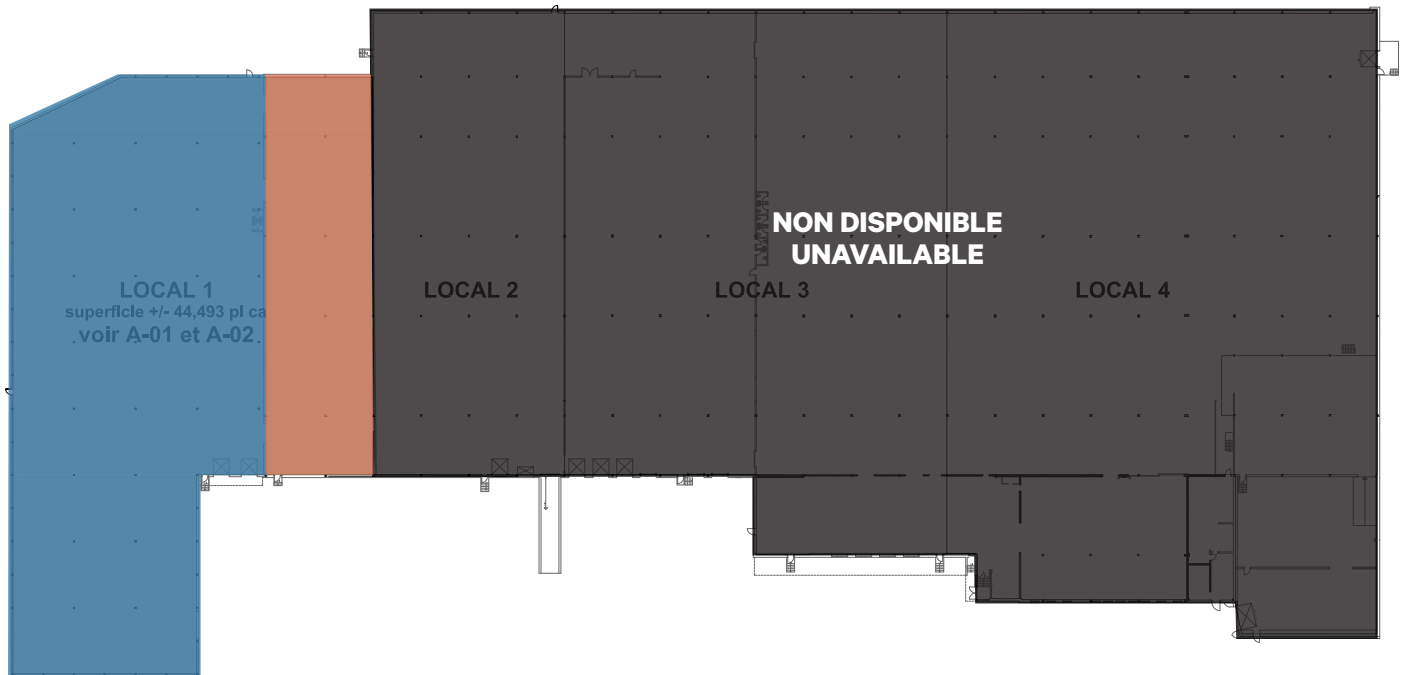 NON DISPONIBLE
UNAVAILABLE
LOCAL 1
superficie +/- 44,493 pi ca
voir A-01 et A-02
LOCAL 2
LOCAL 3
LOCAL 4